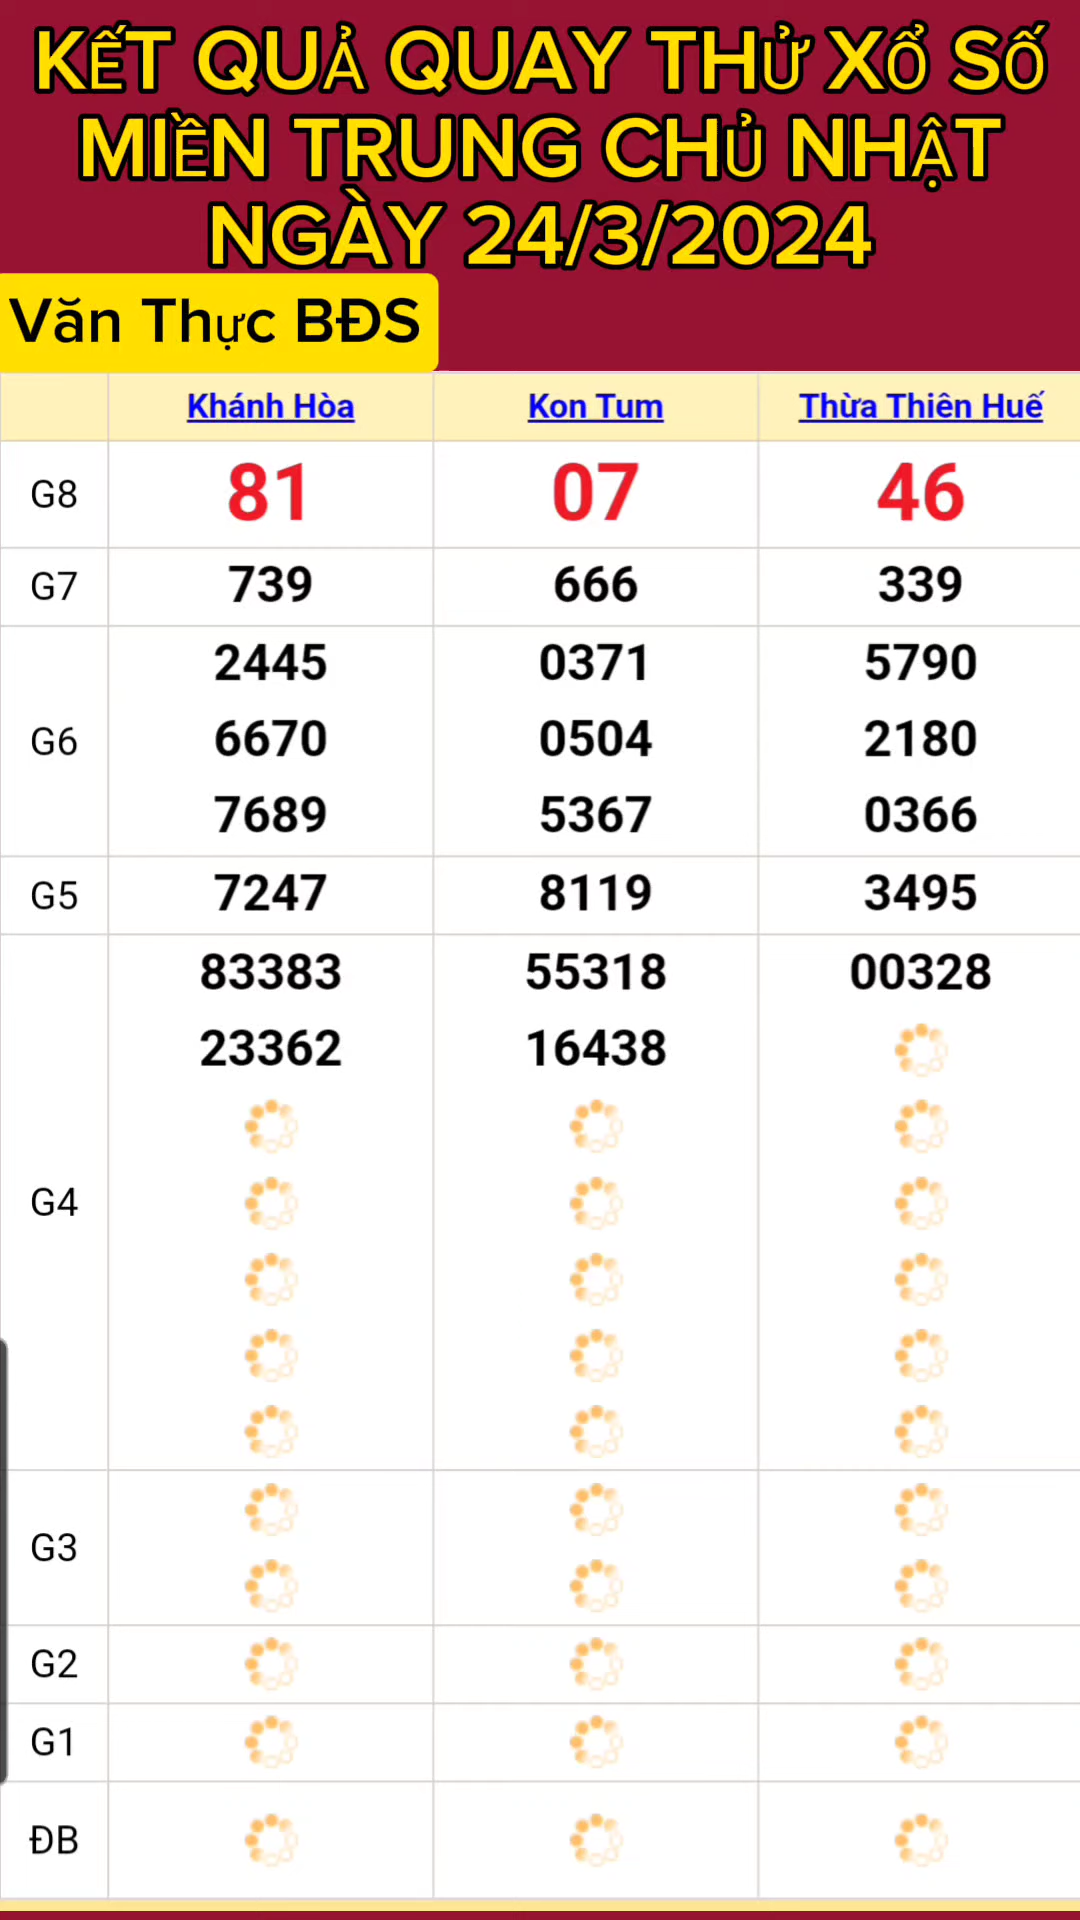 KẾT QUẢ QUAY THỬ XỔ SỐ
MIỀN TRUNG CHỦ NHẬT
NGÀY 24/3/2024
Văn Thực BĐS
Khánh Hòa Kon Tum Thừa Thiên Huế
G8 81 07 46
G7 739 666 339
2445 0371 5790
G6 6670 0504 2180
7689 5367 0366
G5 7247 8119 3495
83383 55318 00328
23362 16438
G4
G3
G2
G1
ĐB